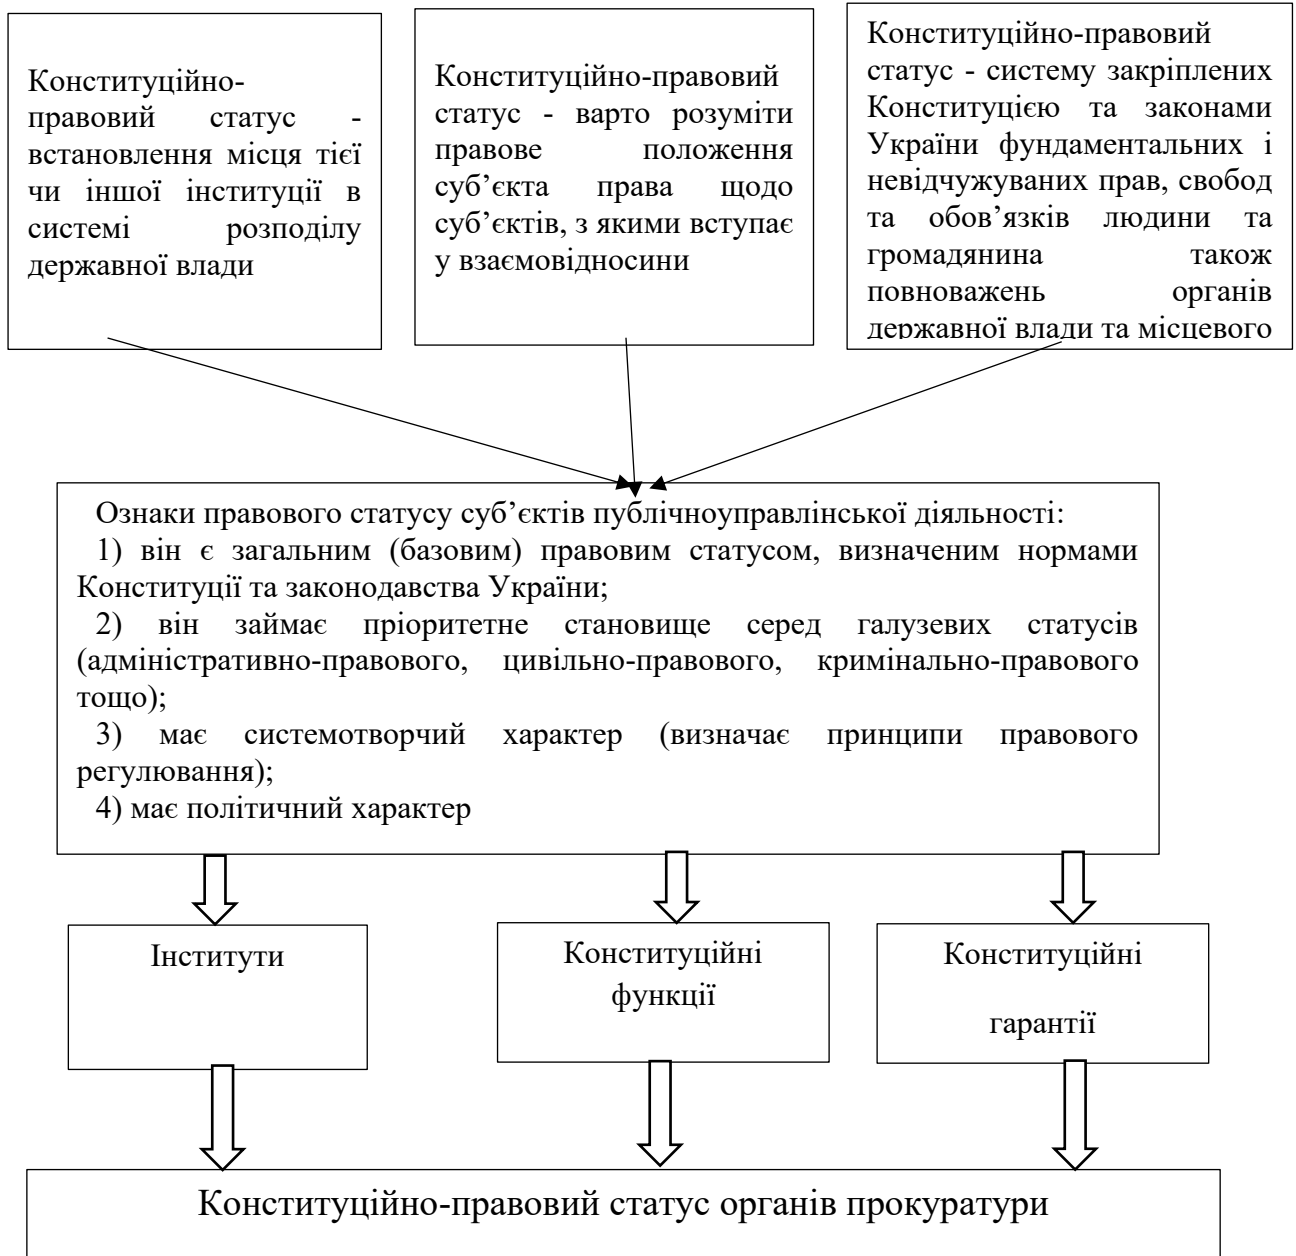 Конституційно-
правовий статус -
встановлення місця тієї
чи іншої інституції в
системі розподілу
державної влади
Конституційно-правовий
статус - варто розуміти
правове положення
суб’єкта права щодо
суб’єктів, з якими вступає
у взаємовідносини
Конституційно-правовий
статус - систему закріплених
Конституцією та законами
України фундаментальних і
невідчужуваних прав, свобод
та обов’язків людини та
громадянина також
повноважень органів
державної влади та місцевого
Ознаки правового статусу суб’єктів публічноуправлінської діяльності:
1) він є загальним (базовим) правовим статусом, визначеним нормами
Конституції та законодавства України;
2) він займає пріоритетне становище серед галузевих статусів
(адміністративно-правового, цивільно-правового, кримінально-правового
тощо);
3) має системотворчий характер (визначає принципи правового
регулювання);
4) має політичний характер
Інститути
Конституційні
функції
Конституційні
гарантії
Конституційно-правовий статус органів прокуратури